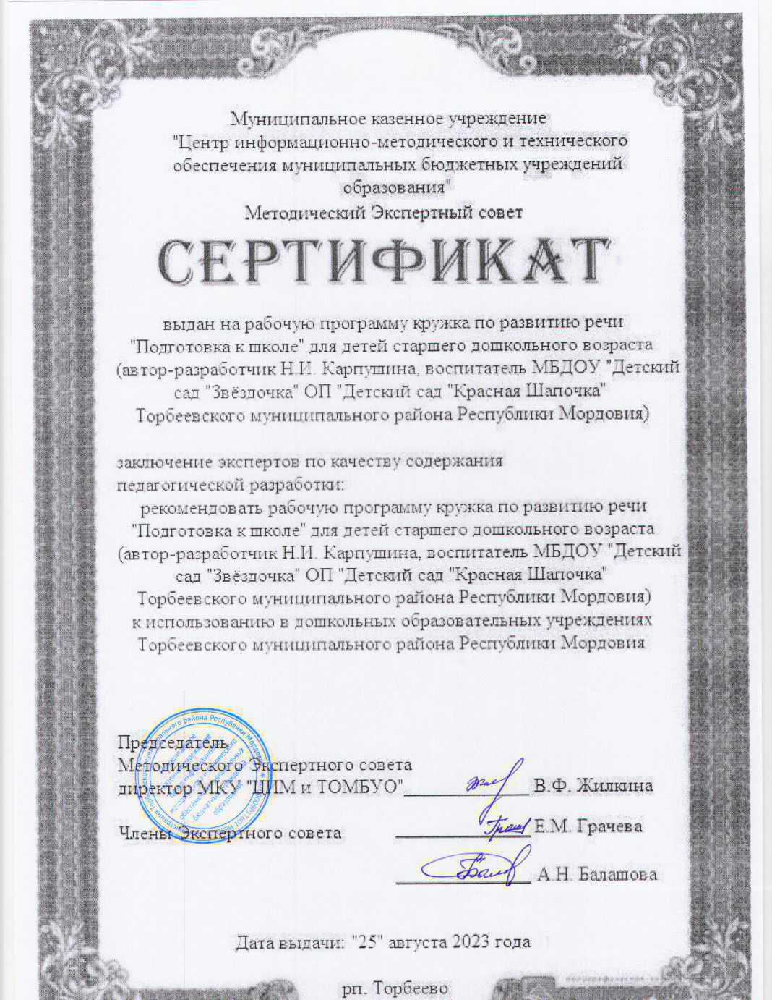 Муниципальное казенное учреждение
"Центр информационно-методического и технического
обеспечения муниципальных бюджетных учреждений
образования"
Методический Экспертный совет
СЕРТИФИКАТ
выдан на рабочую программу кружка по развитию речи
"Подготовка к школе" для детей старшего дошкольного возраста
(автор-разработчик Н.И. Карпушина, воспитатель МБДОУ "Детский
сад "Звёздочка" ОП "Детский сад "Красная Шапочка"
Торбеевского муниципального района Республики Мордовия)
заключение экспертов по качеству содержания
педагогической разработки:
рекомендовать рабочую программу кружка по развитию речи
"Подготовка к школе" для детей старшего дошкольного возраста
(автор-разработчик Н.И. Карпушина, воспитатель МБДОУ "Детский
сад "Звёздочка" ОП "Детский сад "Красная Шапочка"
Торбеевского муниципального района Республики Мордовия)
к использованию в дошкольных образовательных учреждениях
Торбеевского муниципального района Республики Мордовия
Председатель
Методического Экспертного совета
директор МКУ "ЦИМ и ТОМБУО" В.Ф. Жилкина
Члены Экспертного совета Е.М. Грачева
А.Н. Балашова
муниципального района Республики Мордовия
Дата выдачи: "25" августа 2023 года
рп. Торбеево